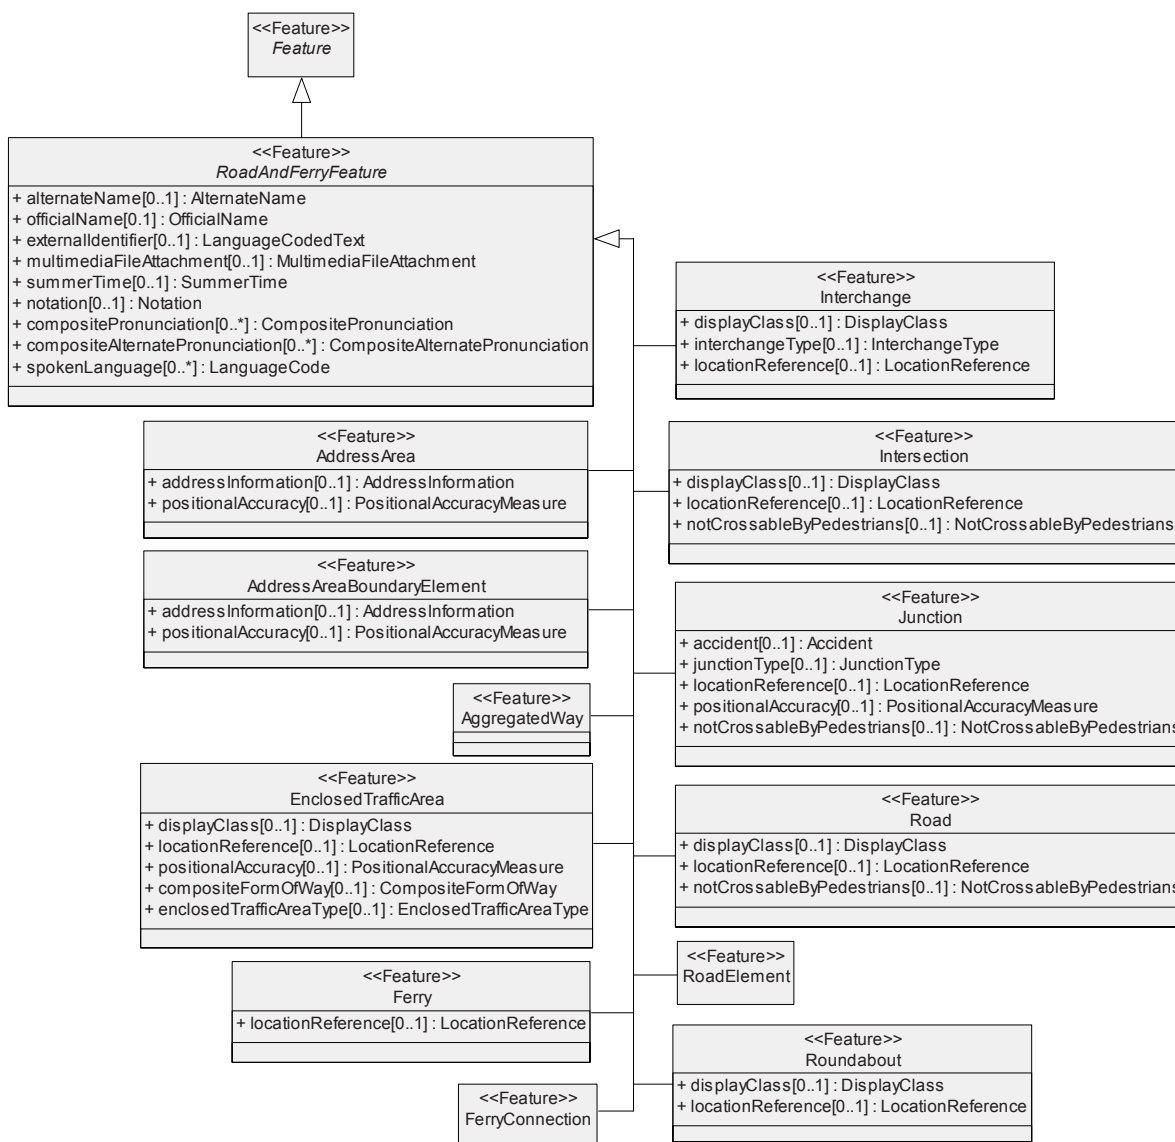 <<Feature>>
Feature
<<Feature>>
RoadAndFerryFeature
+ alternateName[0..1] : AlternateName
+ officialName[0.1] : OfficialName
+ externalIdentifier[0..1] : LanguageCodedText
+ multimediaFileAttachment[0..1] : MultimediaFileAttachment
+ summerTime[0..1] : SummerTime
+ notation[0..1] : Notation
+ compositePronunciation[0..*] : CompositePronunciation
+ compositeAlternatePronunciation[0..*] : CompositeAlternatePronunciation
+ spokenLanguage[0..*] : LanguageCode
<<Feature>>
Interchange
+ displayClass[0..1] : DisplayClass
+ interchangeType[0..1] : InterchangeType
+ locationReference[0..1] : LocationReference
<<Feature>>
AddressArea
+ addressInformation[0..1] : AddressInformation
+ positionalAccuracy[0..1] : PositionalAccuracyMeasure
<<Feature>>
Intersection
+ displayClass[0..1] : DisplayClass
+ locationReference[0..1] : LocationReference
+ notCrossableByPedestrians[0..1] : NotCrossableByPedestrians
<<Feature>>
AddressAreaBoundaryElement
+ addressInformation[0..1] : AddressInformation
+ positionalAccuracy[0..1] : PositionalAccuracyMeasure
<<Feature>>
Junction
+ accident[0..1] : Accident
+ junctionType[0..1] : JunctionType
+ locationReference[0..1] : LocationReference
+ positionalAccuracy[0..1] : PositionalAccuracyMeasure
+ notCrossableByPedestrians[0..1] : NotCrossableByPedestrians
<<Feature>>
AggregatedWay
<<Feature>>
EnclosedTrafficArea
+ displayClass[0..1] : DisplayClass
+ locationReference[0..1] : LocationReference
+ positionalAccuracy[0..1] : PositionalAccuracyMeasure
+ compositeFormOfWay[0..1] : CompositeFormOfWay
+ enclosedTrafficAreaType[0..1] : EnclosedTrafficAreaType
<<Feature>>
Road
+ displayClass[0..1] : DisplayClass
+ locationReference[0..1] : LocationReference
+ notCrossableByPedestrians[0..1] : NotCrossableByPedestrians
<<Feature>>
RoadElement
<<Feature>>
Ferry
+ locationReference[0..1] : LocationReference
<<Feature>>
Roundabout
+ displayClass[0..1] : DisplayClass
+ locationReference[0..1] : LocationReference
<<Feature>>
FerryConnection